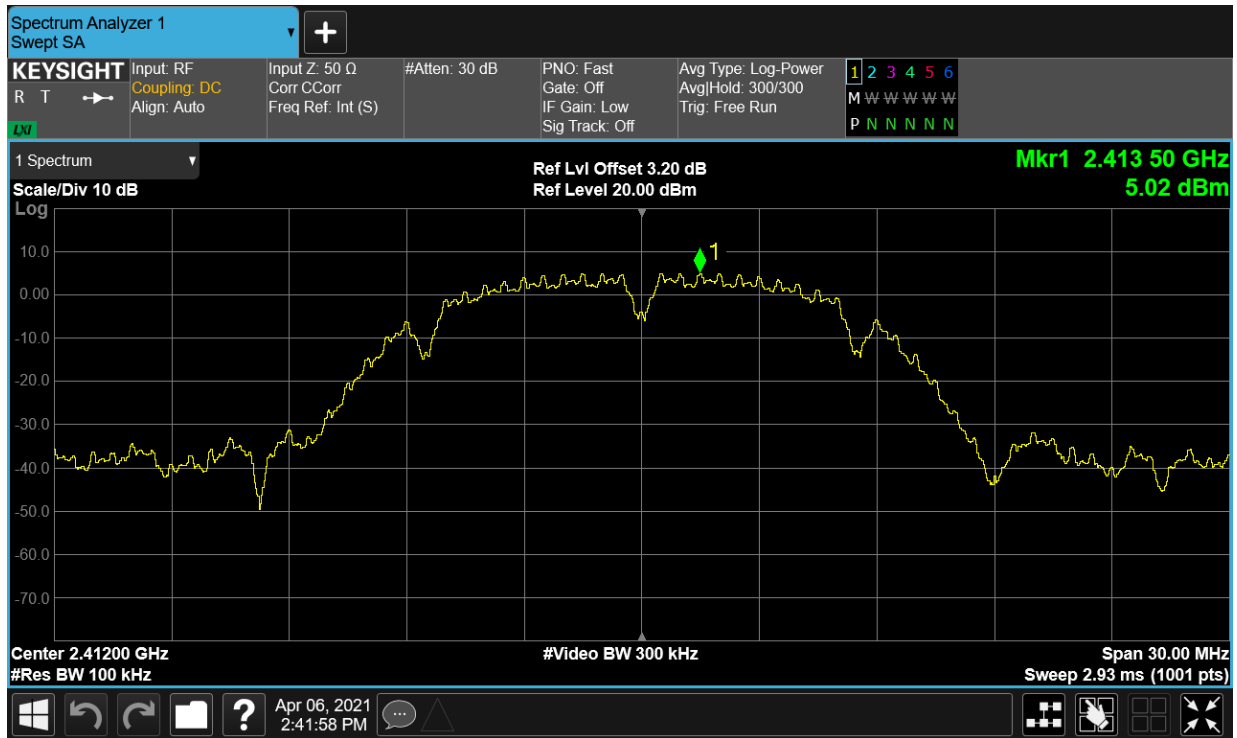 Spectrum Analyzer 1
Swept SA
KEYSIGHT
R T
LXI
Input: RF
Coupling: DC
Align: Auto
Input Z: 50 Ω
Corr CCorr
Freq Ref: Int (S)
#Atten: 30 dB
PNO: Fast
Gate: Off
IF Gain: Low
Sig Track: Off
Avg Type: Log-Power
Avg|Hold: 300/300
Trig: Free Run
1 2 3 4 5 6
M W W W W W
P N N N N N
1 Spectrum
Scale/Div 10 dB
Log
Ref Lvl Offset 3.20 dB
Ref Level 20.00 dBm
Mkr1 2.413 50 GHz
5.02 dBm
1
10.0
0.00
-10.0
-20.0
-30.0
-40.0
-50.0
-60.0
-70.0
Center 2.41200 GHz
#Res BW 100 kHz
#Video BW 300 kHz
Span 30.00 MHz
Sweep 2.93 ms (1001 pts)
?
Apr 06, 2021
2:41:58 PM